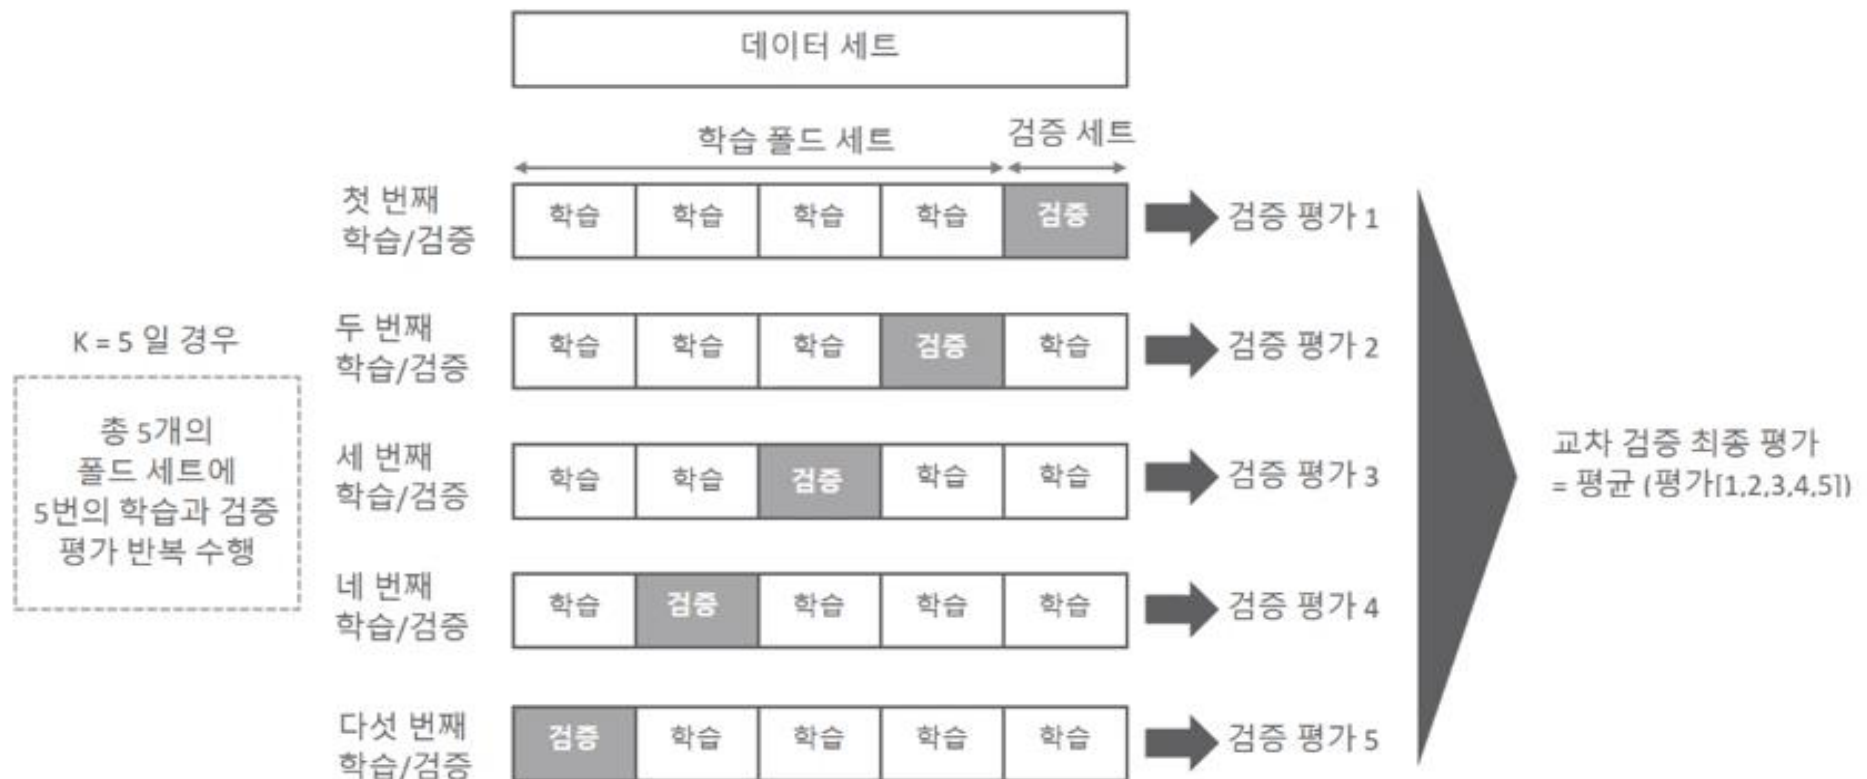 데이터 세트
학습 폴드 세트
검증 세트
첫 번째
학습/검증
학습 학습 학습 학습 검증
검증 평가 1
K = 5 일 경우
총 5개의
폴드 세트에
5번의 학습과 검증
평가 반복 수행
두 번째
학습/검증
학습 학습 학습 검증 학습
검증 평가 2
세 번째
학습/검증
학습 학습 검증 학습 학습
검증 평가 3
네 번째
학습/검증
학습 검증 학습 학습 학습
검증 평가 4
다섯 번째
학습/검증
검증 학습 학습 학습 학습
검증 평가 5
교차 검증 최종 평가
= 평균 (평가[1,2,3,4,5])